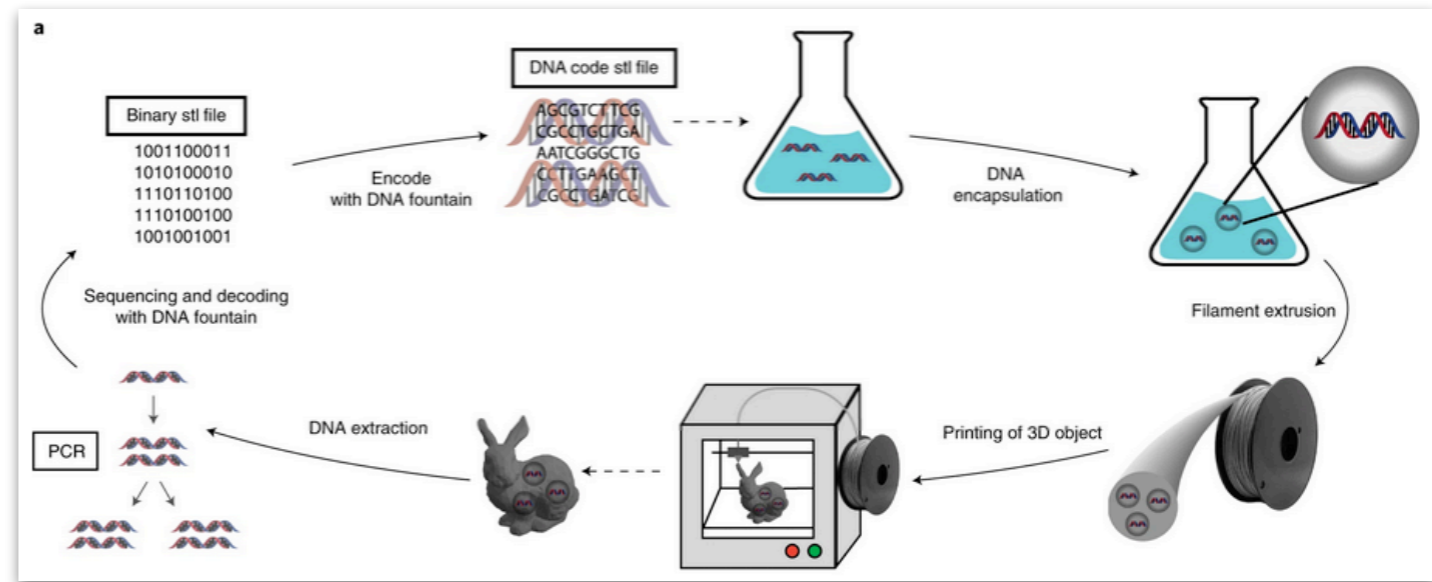 a
Binary stl file
1001100011
1010100010
1110110100
1110100100
1001001001
Encode
with DNA fountain
DNA code stl file
AGCGTCTTCG
CGCCTGCTGA
AATCGGGCTG
CCTTGAAGCT
CGCCTGATCG
DNA
encapsulation
Filament extrusion
Printing of 3D object
DNA extraction
PCR
Sequencing and decoding
with DNA fountain